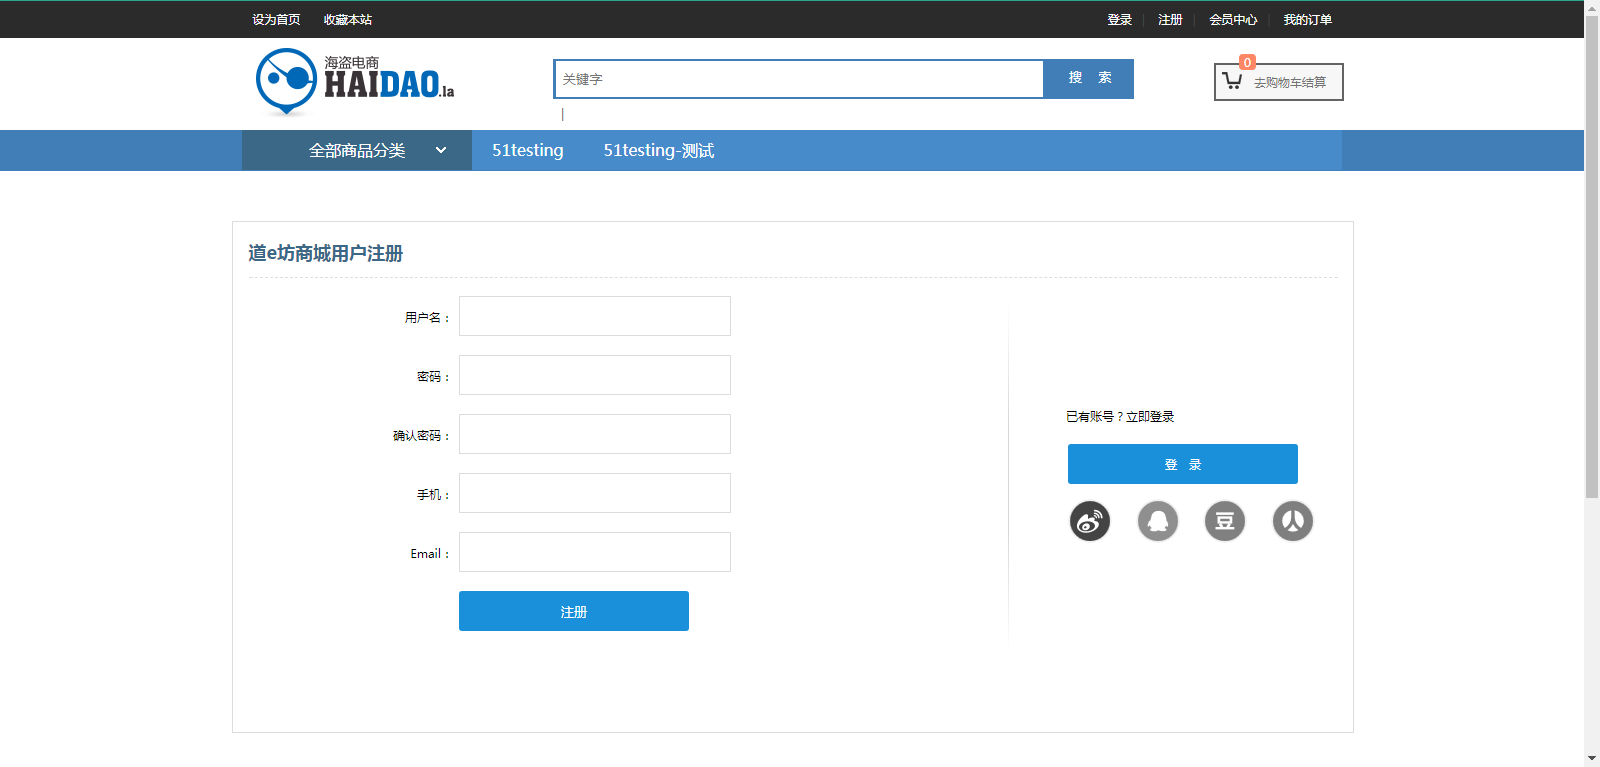 设为首页 收藏本站 登录 注册 会员中心 我的订单
海盗电商
HAIDAO.la
关键字 搜 索
0
去购物车结算
|
全部商品分类 51testing 51testing-测试
道e坊商城用户注册
用户名：
密码：
确认密码：
手机：
Email：
注册
已有账号？立即登录
登 录
豆